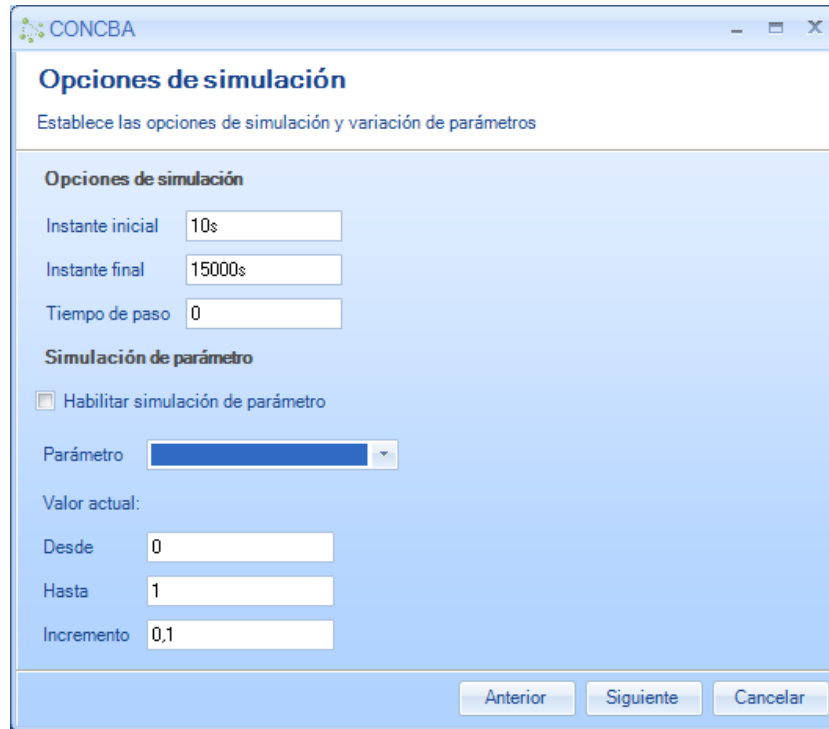 CONCBA
Opciones de simulación
Establece las opciones de simulación y variación de parámetros
Opciones de simulación
Instante inicial 10s
Instante final 15000s
Tiempo de paso 0
Simulación de parámetro
Habilitar simulación de parámetro
Parámetro
Valor actual:
Desde 0
Hasta 1
Incremento 0,1
Anterior Siguiente Cancelar